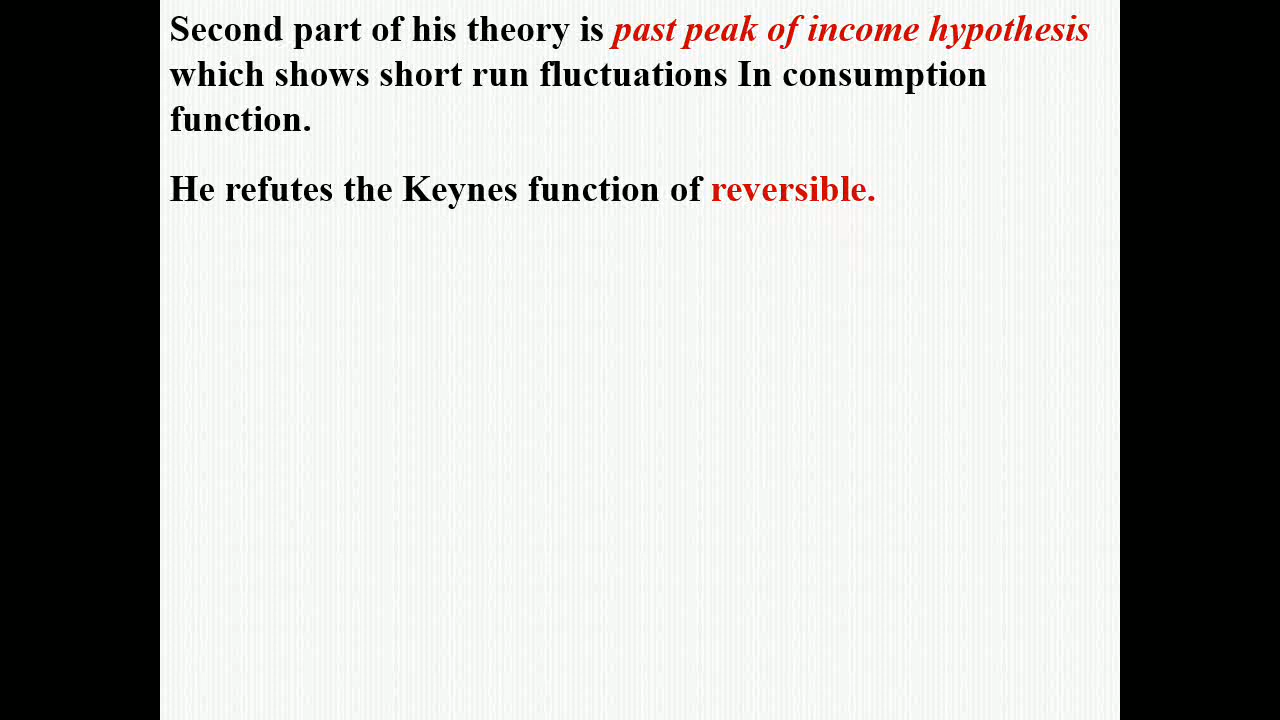 Second part of his theory is past peak of income hypothesis
which shows short run fluctuations In consumption
function.
He refutes the Keynes function of reversible.